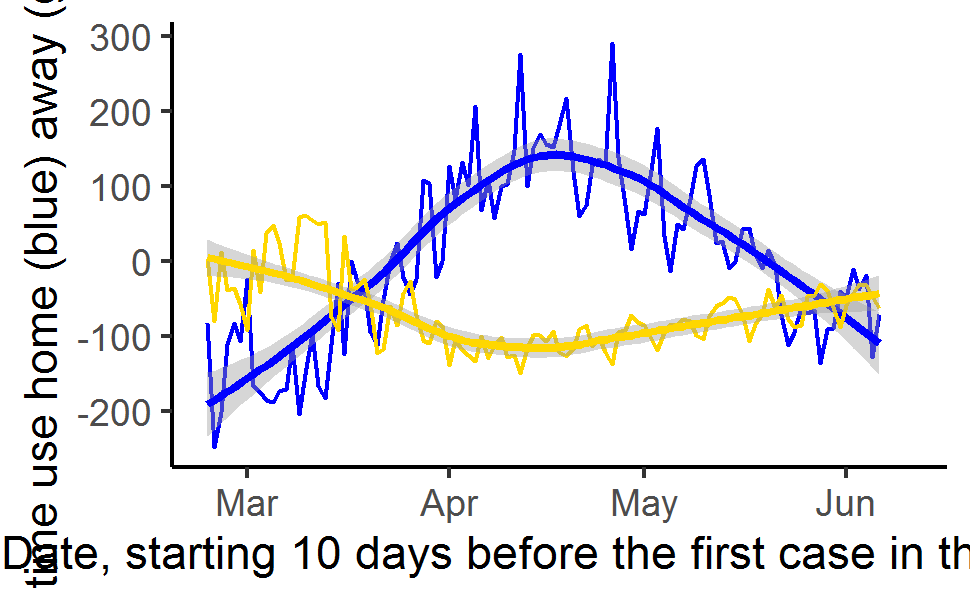 time use home (blue) away (
300
200
100
0
-100
-200
Mar Apr May Jun
Date, starting 10 days before the first case in th